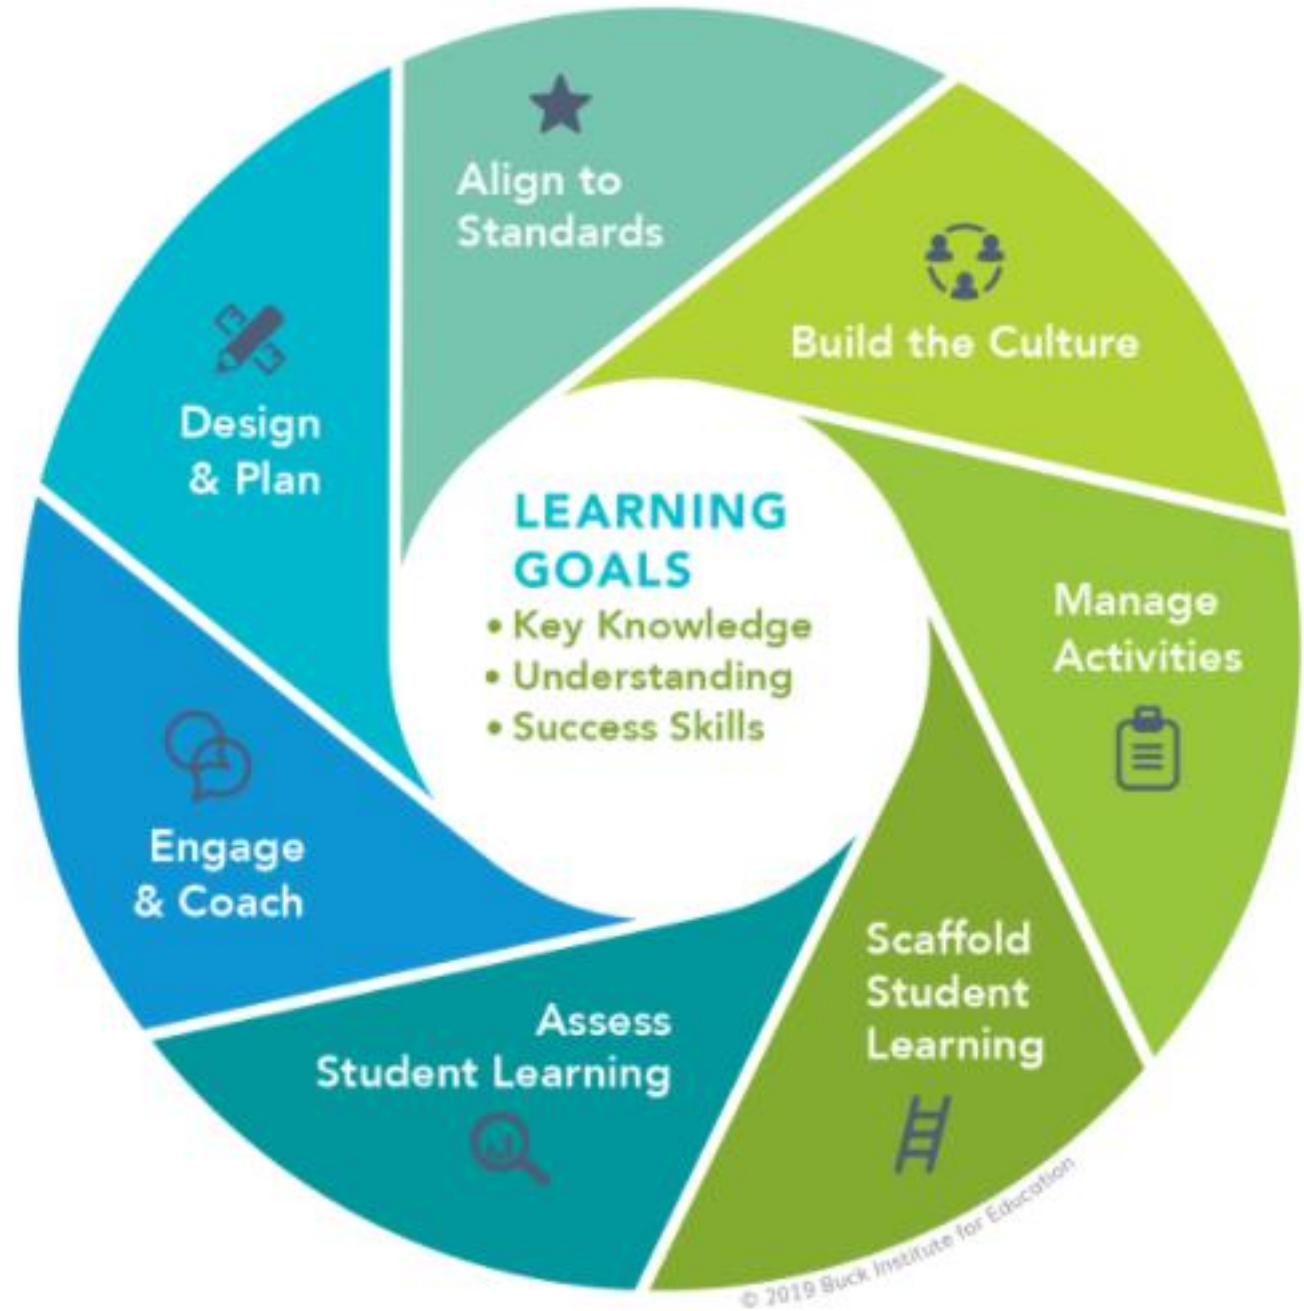 Align to
Standards
Build the Culture
Manage
Activities
Scaffold
Student
Learning
Assess
Student Learning
Engage
& Coach
Design
& Plan
LEARNING
GOALS
• Key Knowledge
• Understanding
• Success Skills
© 2019 Buck Institute for Education